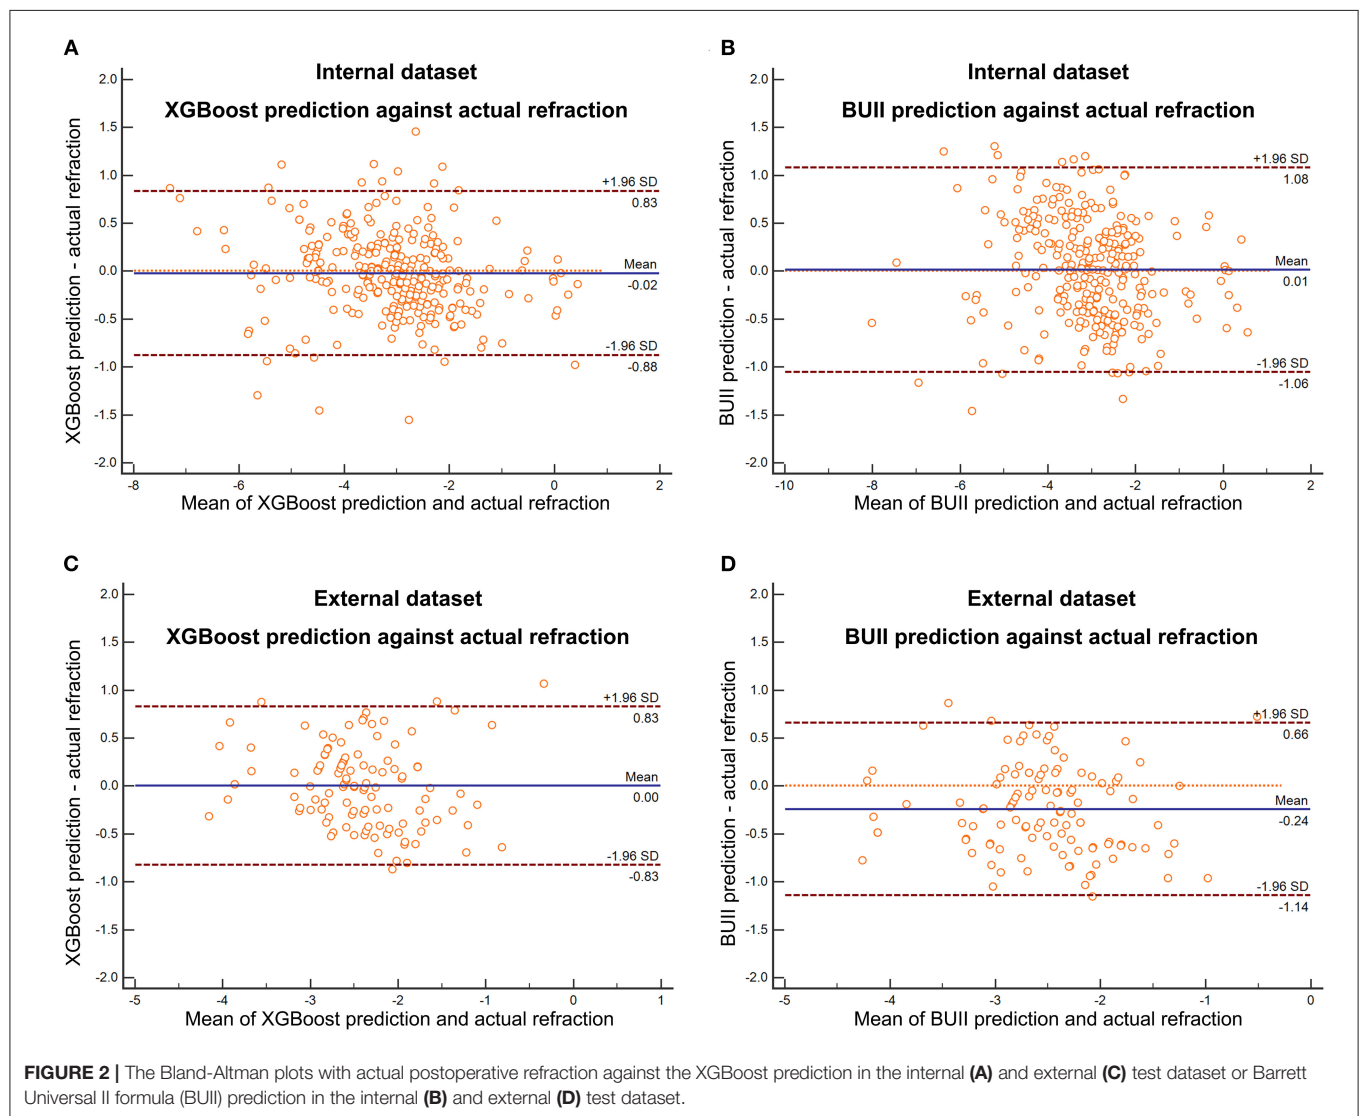 A
Internal dataset
XGBoost prediction against actual refraction
XGBoost prediction - actual refraction
2.0
1.5
1.0
0.5
0.0
-0.5
-1.0
-1.5
-2.0
+1.96 SD
0.83
Mean
-0.02
-1.96 SD
-0.88
-8
-6
-4
-2
0
2
Mean of XGBoost prediction and actual refraction
B
Internal dataset
BUII prediction against actual refraction
BUII prediction - actual refraction
2.0
1.5
1.0
0.5
0.0
-0.5
-1.0
-1.5
-2.0
+1.96 SD
1.08
Mean
0.01
-1.96 SD
-1.06
-10
-8
-6
-4
-2
0
2
Mean of BUII prediction and actual refraction
C
External dataset
XGBoost prediction against actual refraction
XGBoost prediction - actual refraction
2.0
1.5
1.0
0.5
0.0
-0.5
-1.0
-1.5
-2.0
+1.96 SD
0.83
Mean
0.00
-1.96 SD
-0.83
-5
-4
-3
-2
-1
0
1
Mean of XGBoost prediction and actual refraction
D
External dataset
BUII prediction against actual refraction
BUII prediction - actual refraction
2.0
1.5
1.0
0.5
0.0
-0.5
-1.0
-1.5
-2.0
+1.96 SD
0.66
Mean
-0.24
-1.96 SD
-1.14
-5
-4
-3
-2
-1
0
Mean of BUII prediction and actual refraction
FIGURE 2 | The Bland-Altman plots with actual postoperative refraction against the XGBoost prediction in the internal (A) and external (C) test dataset or Barrett
Universal II formula (BUII) prediction in the internal (B) and external (D) test dataset.